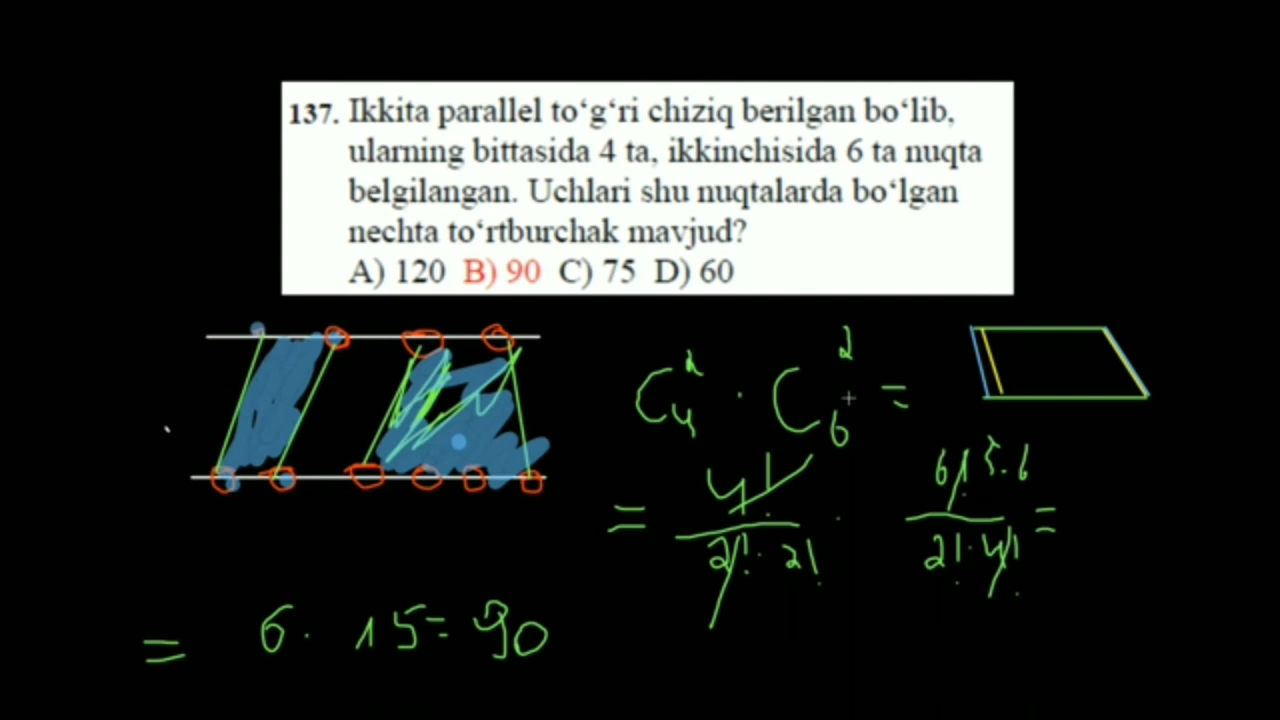 137. Ikkita parallel to‘g‘ri chiziq berilgan bo‘lib,
ularning bittasida 4 ta, ikkinchisida 6 ta nuqta
belgilangan. Uchlari shu nuqtalarda bo‘lgan
nechta to‘rtburchak mavjud?
A) 120 B) 90 C) 75 D) 60
C₄² · C₆² =
= 4! / 2! · 2! · 6! 5·6 / 2! · 4! =
= 6 · 15 = 90